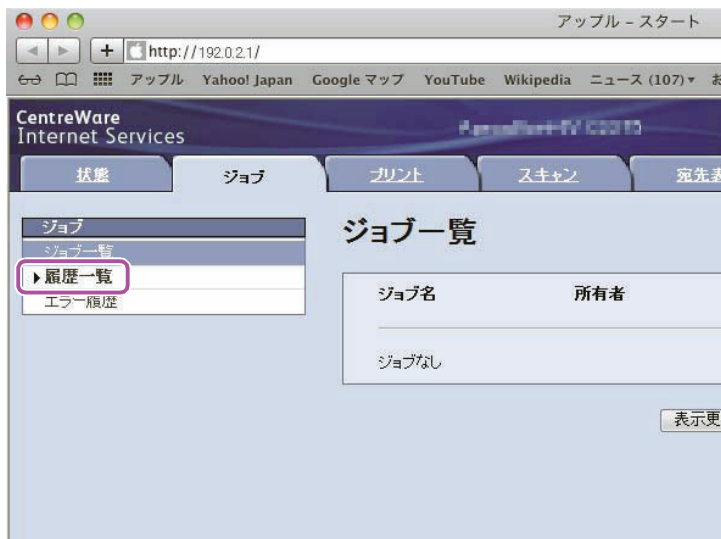 アップル – スタート
http://192.0.2.1/
アップル Yahoo! Japan Google マップ YouTube Wikipedia ニュース (107)▾
CentreWare
Internet Services
状態 ジョブ プリント スキャン 宛先表
ジョブ
ジョブ一覧
履歴一覧
エラー履歴
ジョブ一覧
ジョブ名 所有者
ジョブなし
表示更